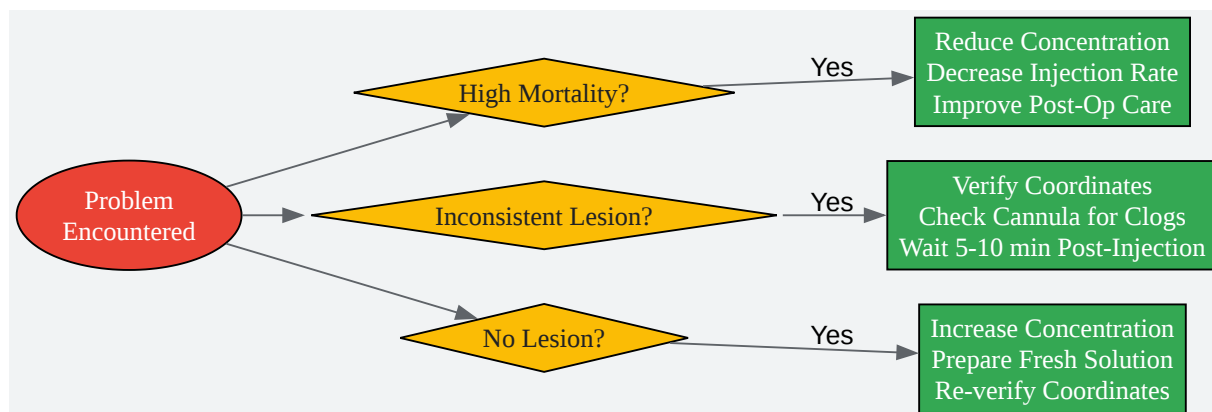 Problem
Encountered
High Mortality?
Yes
Reduce Concentration
Decrease Injection Rate
Improve Post-Op Care
Inconsistent Lesion?
Yes
Verify Coordinates
Check Cannula for Clogs
Wait 5-10 min Post-Injection
No Lesion?
Yes
Increase Concentration
Prepare Fresh Solution
Re-verify Coordinates